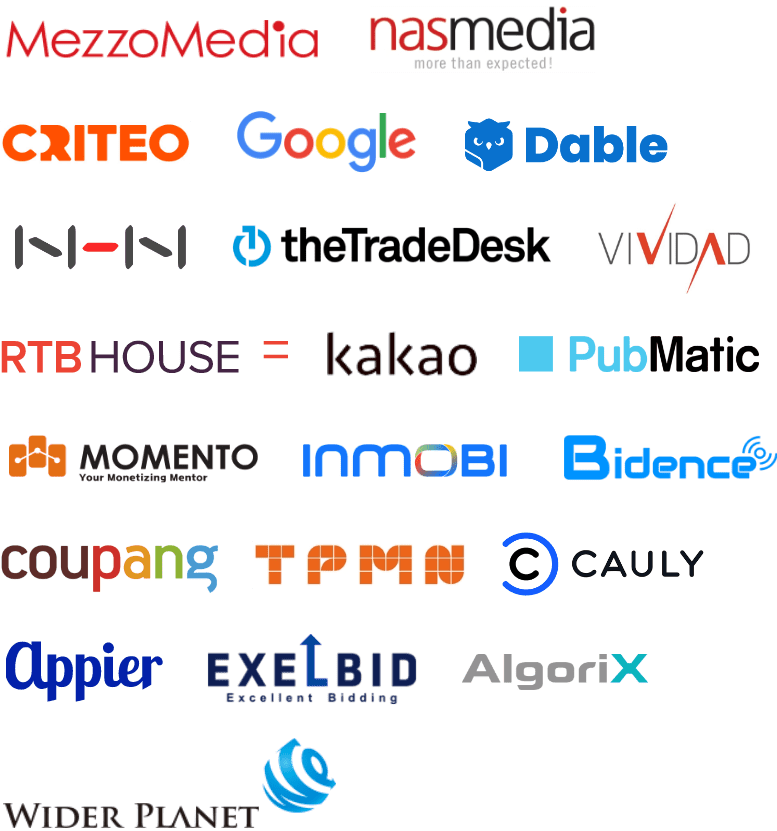 MEZZOMEDIA
nasmedia
more than expected!
CRITEO
Google
Dable
theTradeDesk
VIVIDAD
RTB HOUSE =
kakao
PubMatic
MOMENTO
Your Monetizing Mentor
INMOBI
Bidence
coupang
TPMN
C CAULY
Appier
EXELBID
Excellent Bidding
AlgoriX
WIDER PLANET